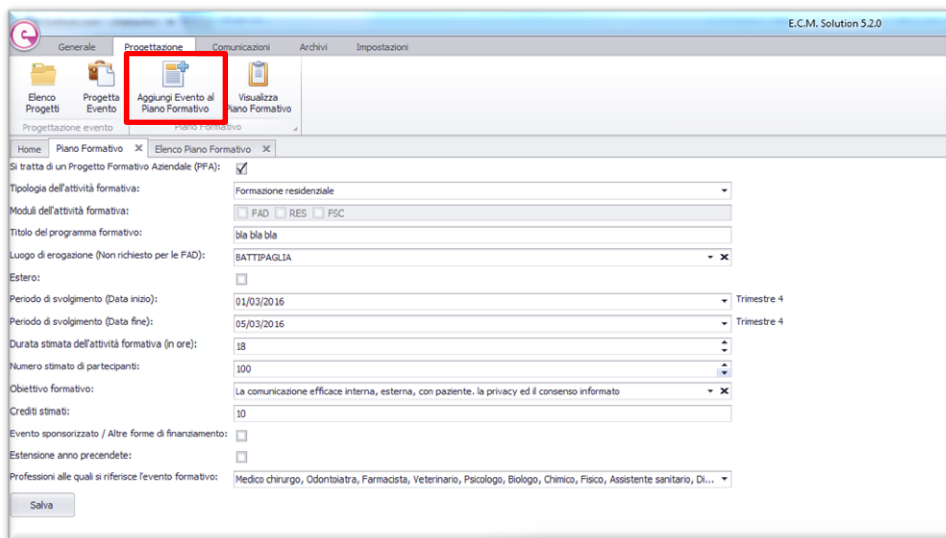 E.C.M. Solution 5.2.0
Generale Progettazione Comunicazioni Archivi Impostazioni
Elenco Progetti
Progetta Evento
Aggiungi Evento al Piano Formativo
Visualizza Piano Formativo
Progettazione evento Piano Formativo
Home Piano Formativo Elenco Piano Formativo
Si tratta di un Progetto Formativo Aziendale (PFA):
Tipologia dell'attività formativa: Formazione residenziale
Moduli dell'attività formativa: FAD RES FSC
Titolo del programma formativo: bla bla bla
Luogo di erogazione (Non richiesto per le FAD): BATTIPAGLIA
Estero:
Periodo di svolgimento (Data inizio): 01/03/2016 Trimestre 4
Periodo di svolgimento (Data fine): 05/03/2016 Trimestre 4
Durata stimata dell'attività formativa (in ore): 18
Numero stimato di partecipanti: 100
Obiettivo formativo: La comunicazione efficace interna, esterna, con paziente. la privacy ed il consenso informato
Crediti stimati: 10
Evento sponsorizzato / Altre forme di finanziamento:
Estensione anno precendete:
Professioni alle quali si riferisce l'evento formativo: Medico chirurgo, Odontoiatra, Farmacista, Veterinario, Psicologo, Biologo, Chimico, Fisico, Assistente sanitario, Di...
Salva